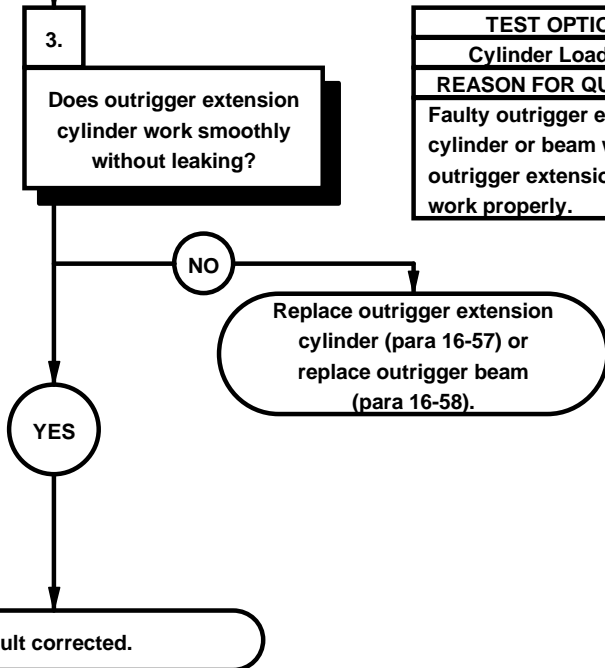 3.
Does outrigger extension
cylinder work smoothly
without leaking?
TEST OPTIO
Cylinder Load
REASON FOR QU
Faulty outrigger e
cylinder or beam
outrigger extensio
work properly.
NO
Replace outrigger extension
cylinder (para 16-57) or
replace outrigger beam
(para 16-58).
YES
ult corrected.